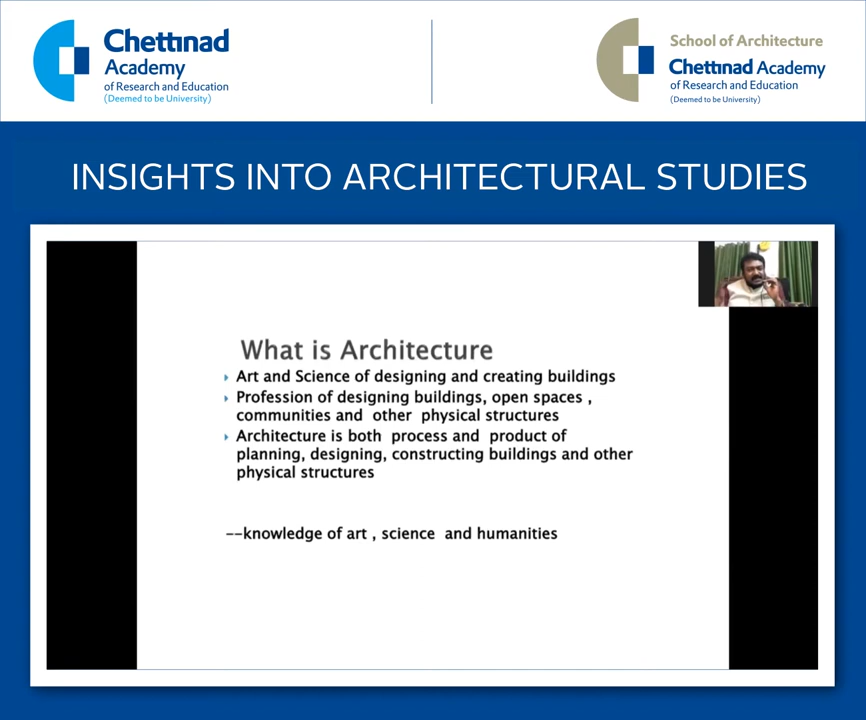 Chettinad
Academy
of Research and Education
(Deemed to be University)
School of Architecture
Chettinad Academy
of Research and Education
(Deemed to be University)
INSIGHTS INTO ARCHITECTURAL STUDIES
What is Architecture
Art and Science of designing and creating buildings
Profession of designing buildings, open spaces ,
communities and other physical structures
Architecture is both process and product of
planning, designing, constructing buildings and other
physical structures
--knowledge of art , science and humanities